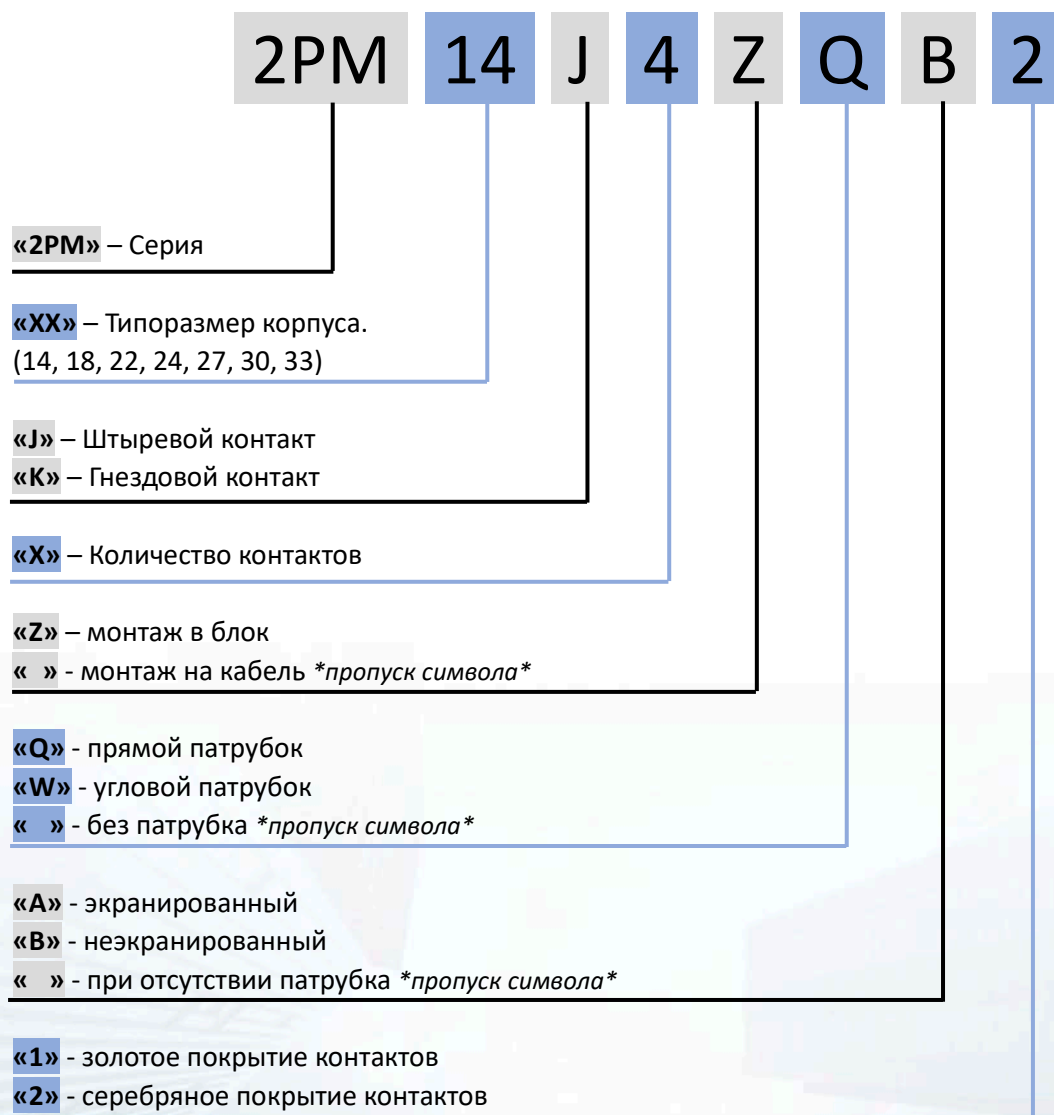 2PM 14 J 4 Z Q B 2
«2PM» – Серия
«XX» – Типоразмер корпуса.
(14, 18, 22, 24, 27, 30, 33)
«J» – Штыревой контакт
«K» – Гнездовой контакт
«X» – Количество контактов
«Z» – монтаж в блок
« » - монтаж на кабель *пропуск символа*
«Q» - прямой патрубок
«W» - угловой патрубок
« » - без патрубка *пропуск символа*
«A» - экранированный
«B» - неэкранированный
« » - при отсутствии патрубка *пропуск символа*
«1» - золотое покрытие контактов
«2» - серебряное покрытие контактов